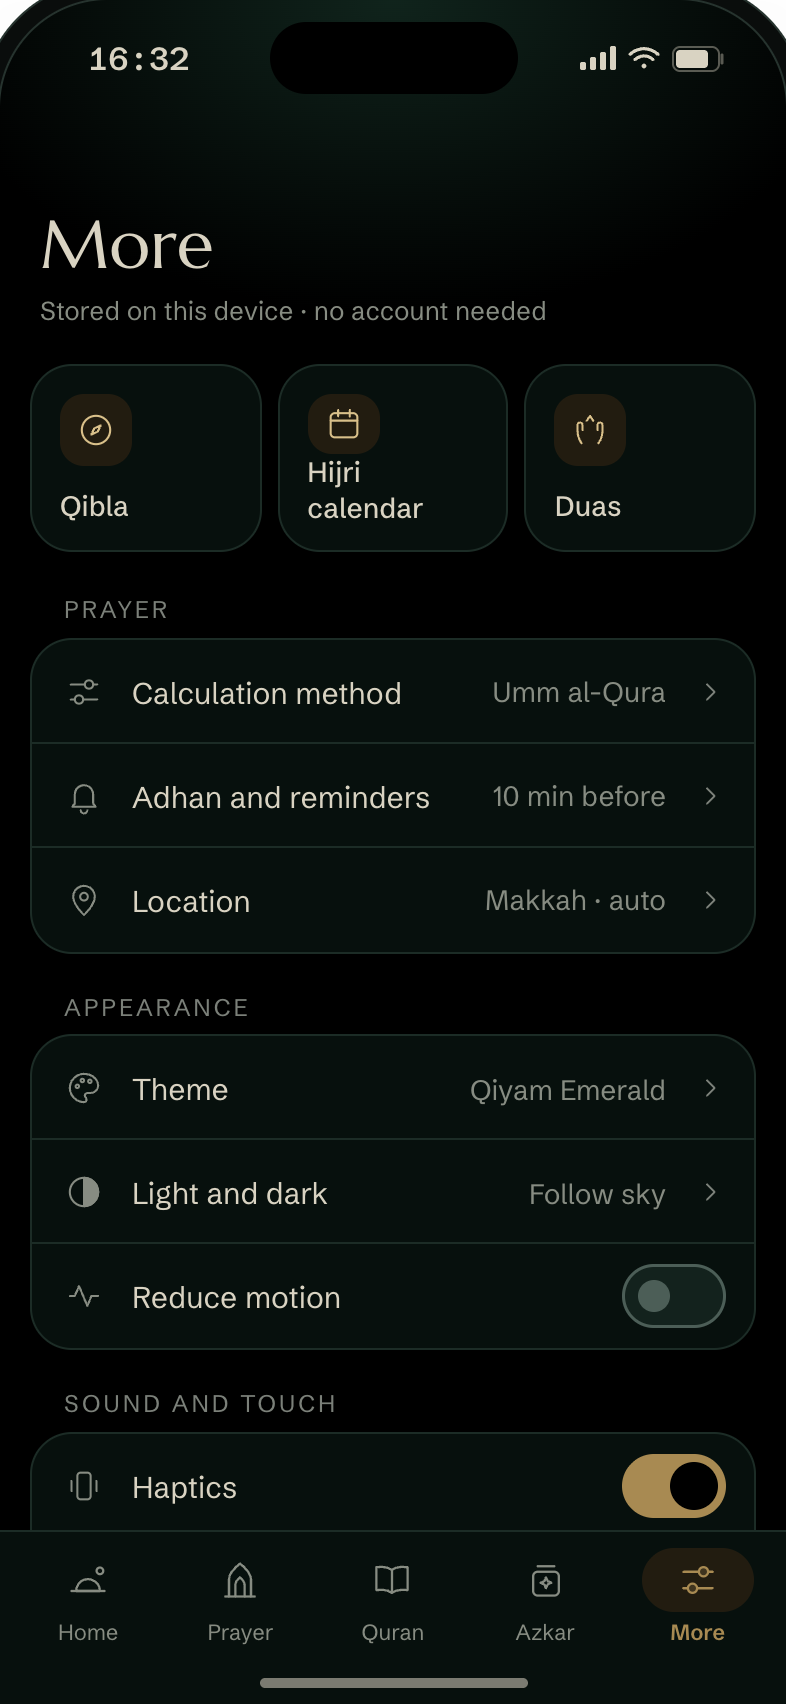 16:32
More
Stored on this device · no account needed
Qibla
Hijri
calendar
Duas
PRAYER
Calculation method Umm al-Qura
Adhan and reminders 10 min before
Location Makkah · auto
APPEARANCE
Theme Qiyam Emerald
Light and dark Follow sky
Reduce motion
SOUND AND TOUCH
Haptics
Home Prayer Quran Azkar More